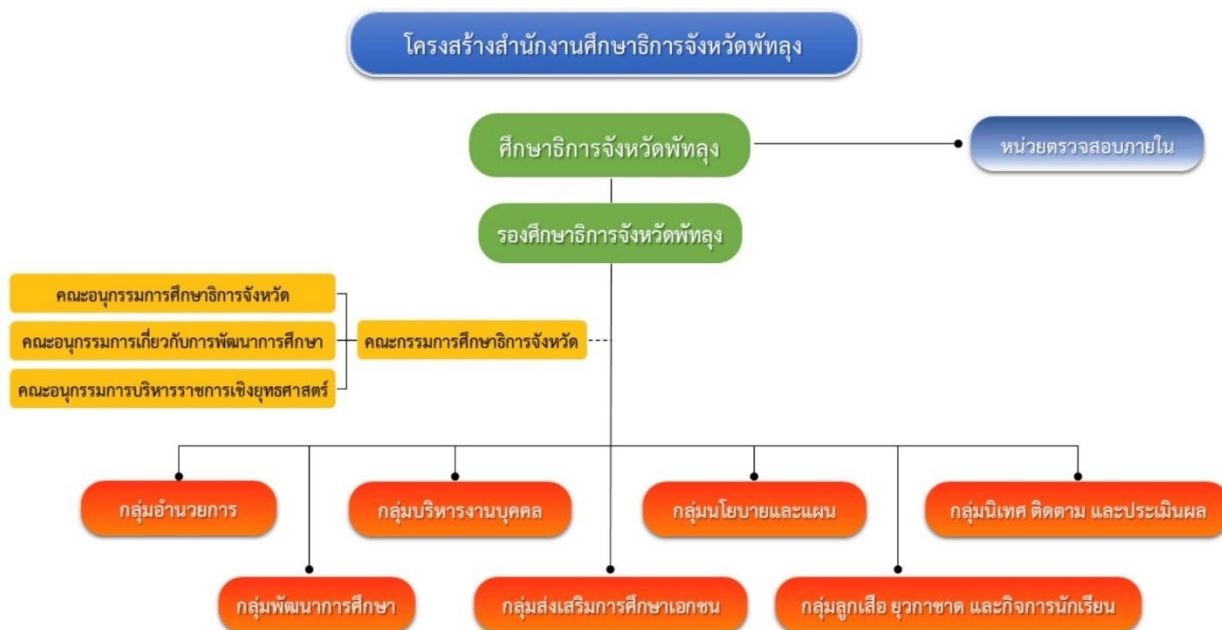 โครงสร้างสำนักงานศึกษาธิการจังหวัดพัทลุง
ศึกษาธิการจังหวัดพัทลุง
หน่วยตรวจสอบภายใน
รองศึกษาธิการจังหวัดพัทลุง
คณะอนุกรรมการศึกษาธิการจังหวัด
คณะอนุกรรมการเกี่ยวกับการพัฒนาการศึกษา
คณะกรรมการศึกษาธิการจังหวัด
คณะอนุกรรมการบริหารราชการเชิงยุทธศาสตร์
กลุ่มอำนวยการ
กลุ่มบริหารงานบุคคล
กลุ่มนโยบายและแผน
กลุ่มนิเทศ ติดตาม และประเมินผล
กลุ่มพัฒนาการศึกษา
กลุ่มส่งเสริมการศึกษาเอกชน
กลุ่มลูกเสือ ยุวกาชาด และกิจการนักเรียน